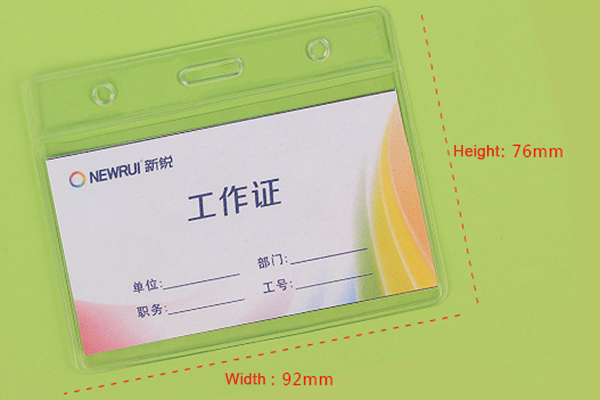 NEWRUI® 新锐
工作证
单位:
部门:
职务:
工号:
Height: 76mm
Width : 92mm